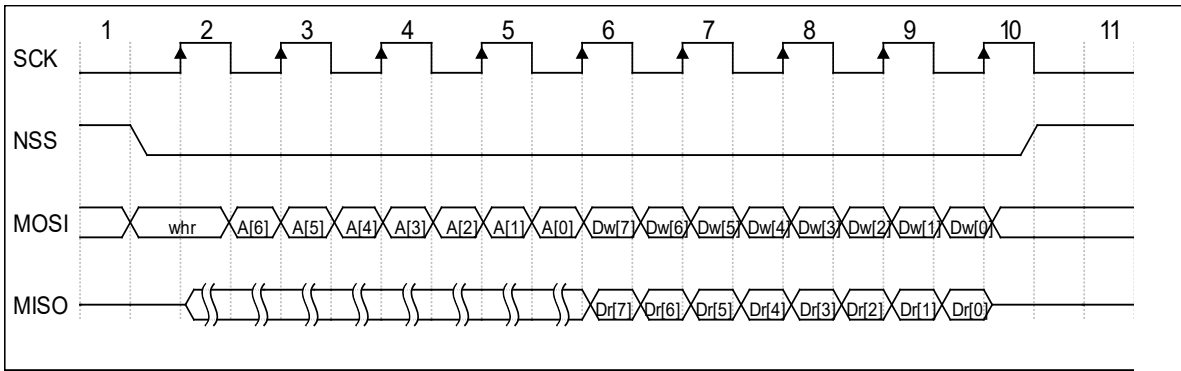 1 2 3 4 5 6 7 8 9 10 11
SCK
NSS
MOSI whr A[6] A[5] A[4] A[3] A[2] A[1] A[0] Dw[7] Dw[6] Dw[5] Dw[4] Dw[3] Dw[2] Dw[1] Dw[0]
MISO Dr[7] Dr[6] Dr[5] Dr[4] Dr[3] Dr[2] Dr[1] Dr[0]